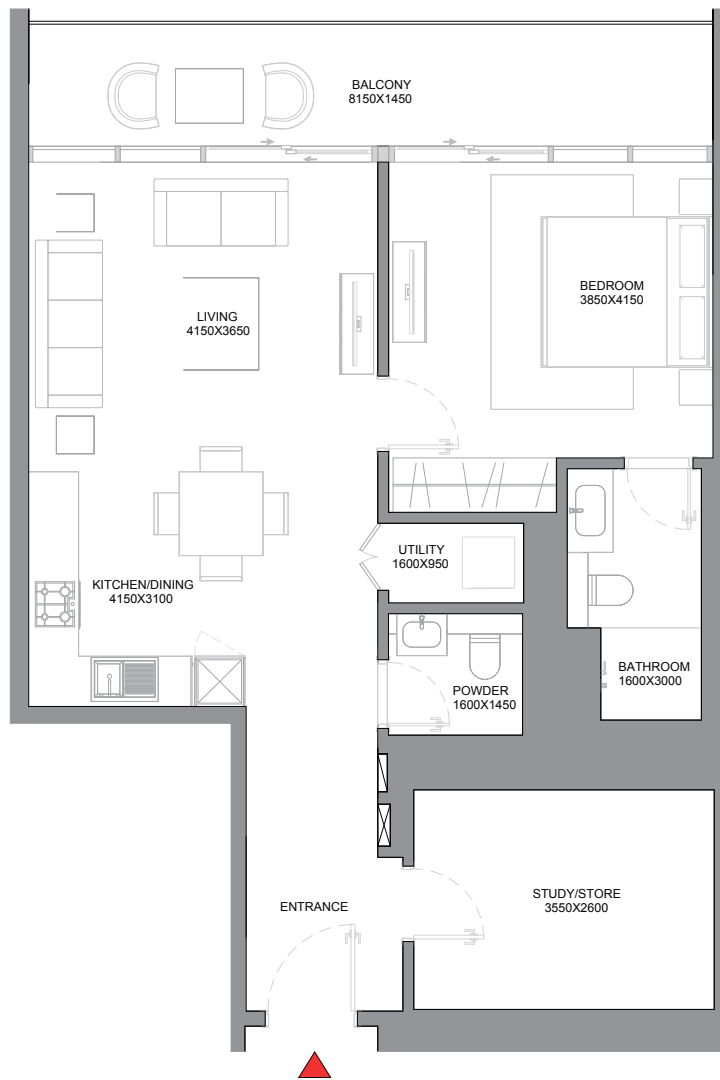 BALCONY
8150X1450
BEDROOM
3850X4150
LIVING
4150X3650
UTILITY
1600X950
KITCHEN/DINING
4150X3100
BATHROOM
1600X3000
POWDER
1600X1450
STUDY/STORE
3550X2600
ENTRANCE